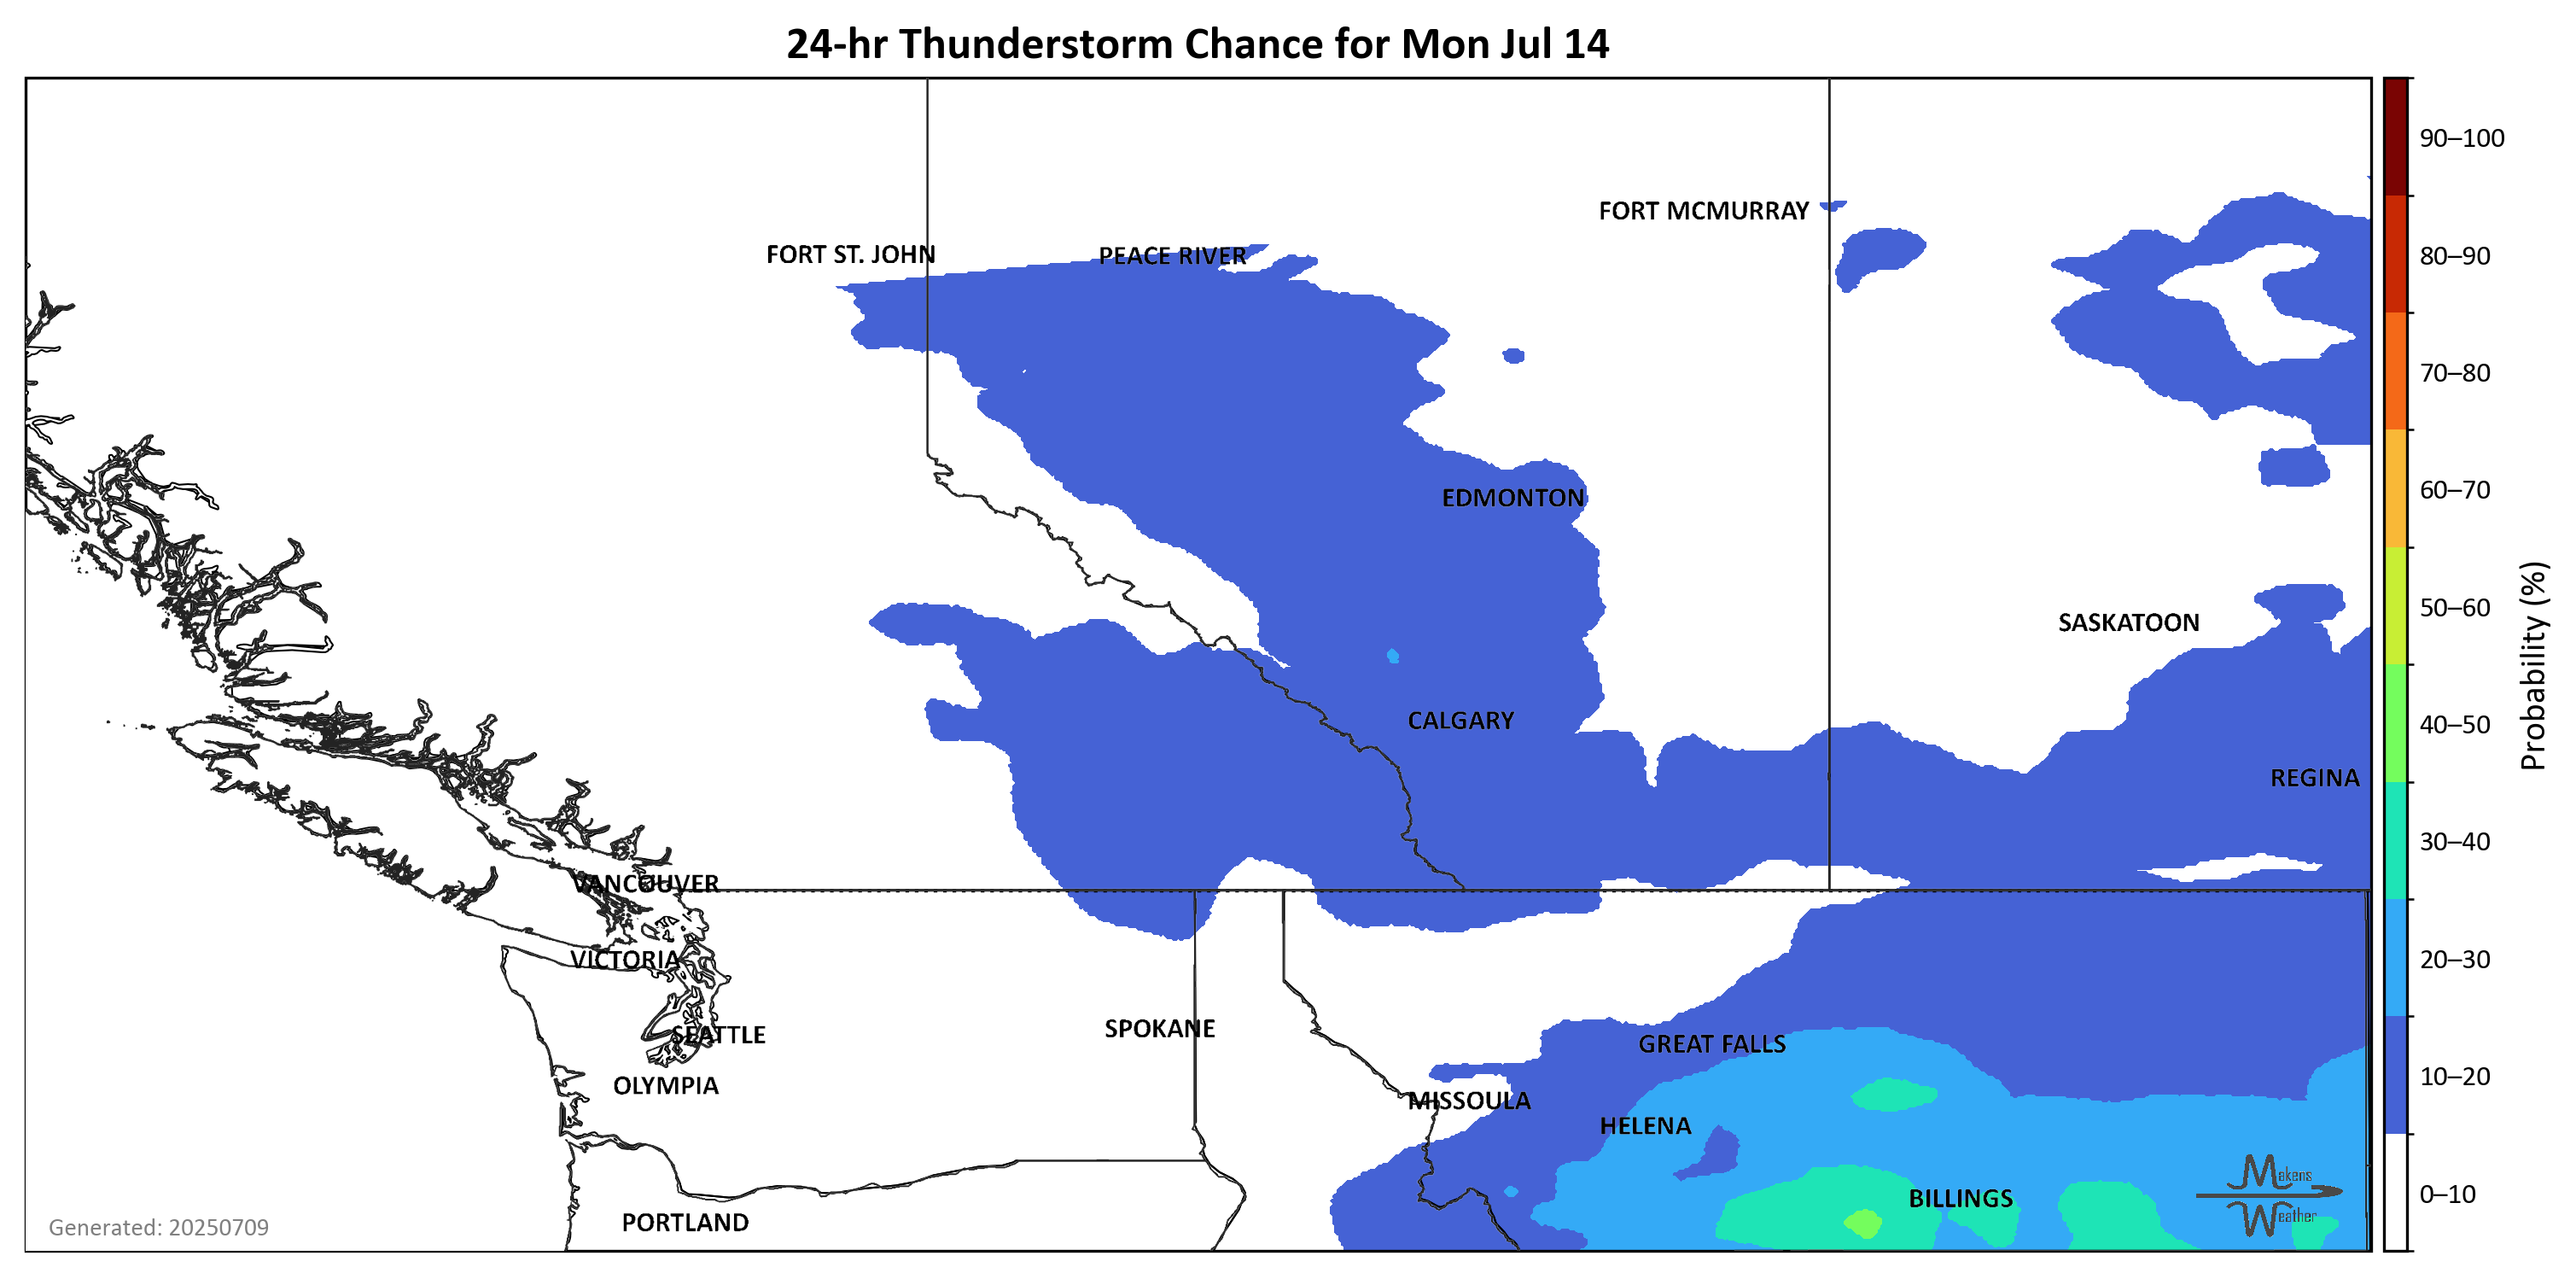 24-hr Thunderstorm Chance for Mon Jul 14
90–100
FORT MCMURRAY
FORT ST. JOHN
PEACE RIVER
80–90
70–80
EDMONTON
60–70
50–60
SASKATOON
Probability (%)
CALGARY
40–50
REGINA
30–40
VANCOUVER
20–30
VICTORIA
SPOKANE
SEATTLE
GREAT FALLS
10–20
OLYMPIA
MISSOULA
HELENA
Makens
Weather
0–10
BILLINGS
PORTLAND
Generated: 20250709